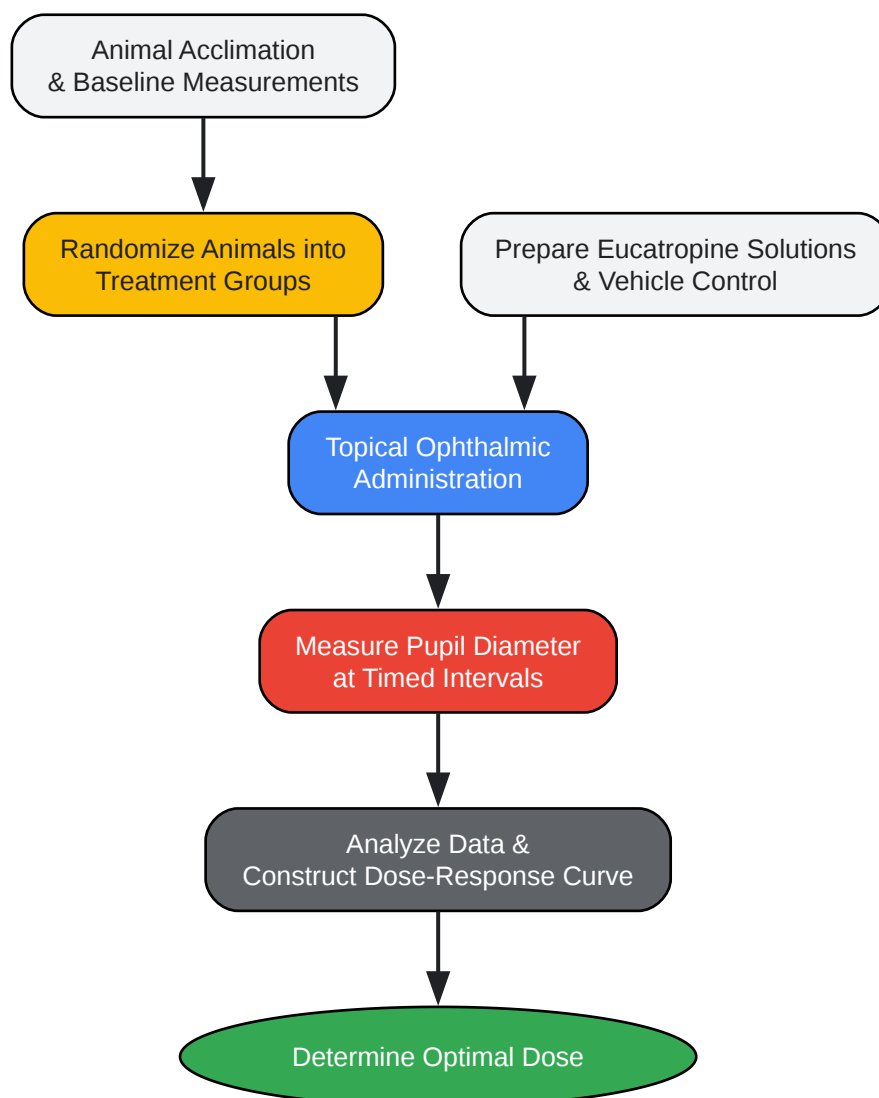 Animal Acclimation
& Baseline Measurements
Randomize Animals into
Treatment Groups
Prepare Eucatropine Solutions
& Vehicle Control
Topical Ophthalmic
Administration
Measure Pupil Diameter
at Timed Intervals
Analyze Data &
Construct Dose-Response Curve
Determine Optimal Dose